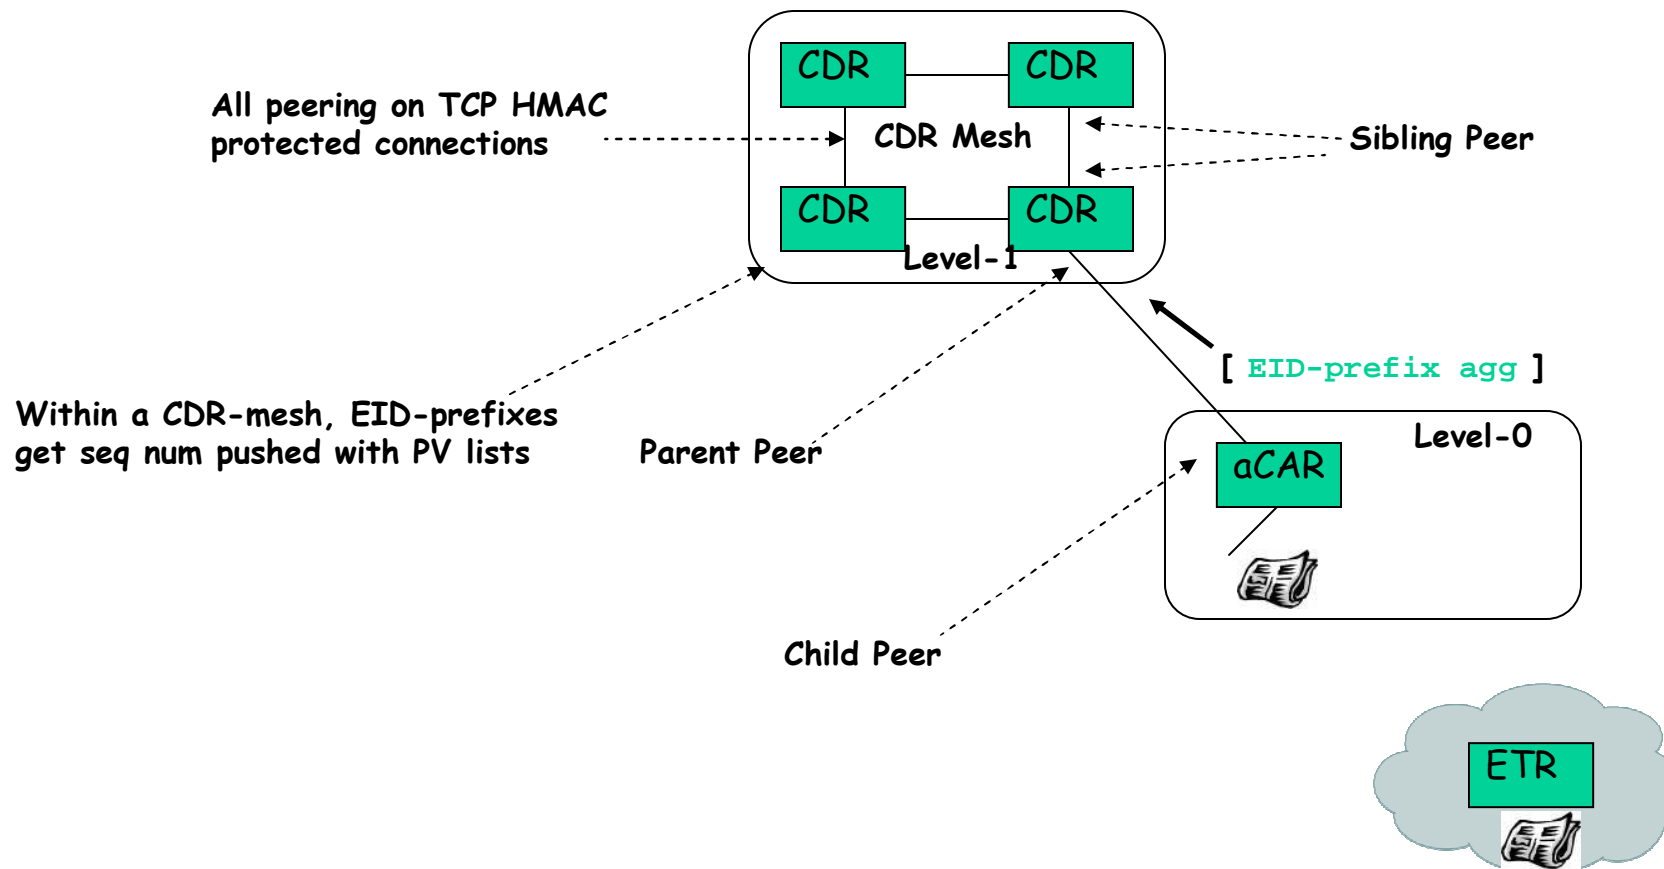 CDR
CDR
All peering on TCP HMAC
protected connections
CDR Mesh
Sibling Peer
CDR
CDR
Level-1
[ EID-prefix agg ]
Within a CDR-mesh, EID-prefixes
get seq num pushed with PV lists
Parent Peer
Level-0
aCAR
Child Peer
ETR